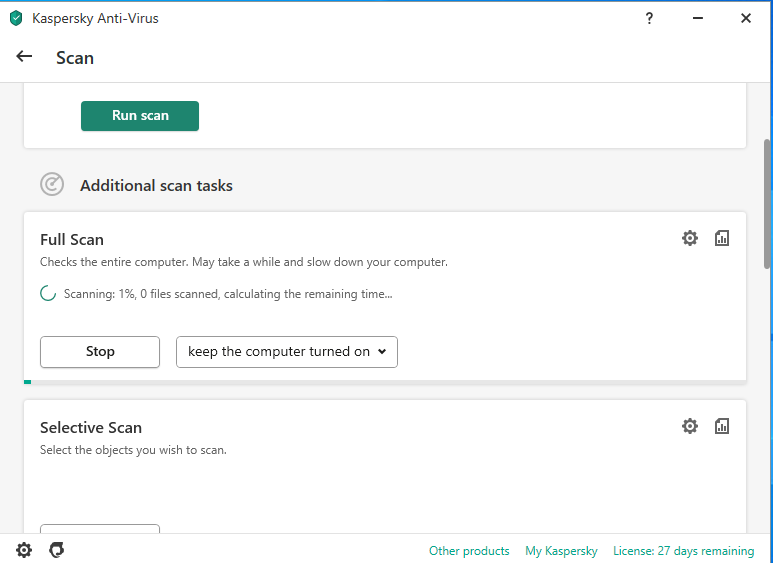 Kaspersky Anti-Virus
?
Scan
Run scan
Additional scan tasks
Full Scan
Checks the entire computer. May take a while and slow down your computer.
Scanning: 1%, 0 files scanned, calculating the remaining time...
Stop
keep the computer turned on
Selective Scan
Select the objects you wish to scan.
Other products My Kaspersky License: 27 days remaining